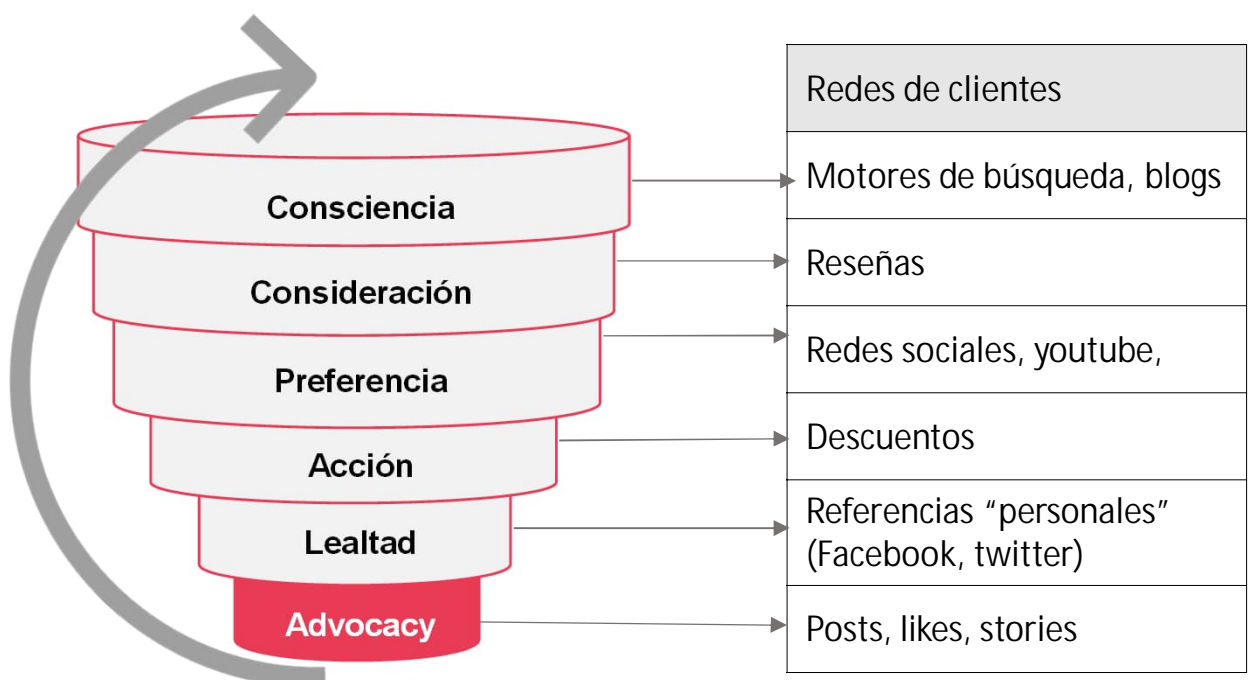 Redes de clientes
Consciencia
Motores de búsqueda, blogs
Consideración
Reseñas
Preferencia
Redes sociales, youtube,
Acción
Descuentos
Lealtad
Referencias “personales”
(Facebook, twitter)
Advocacy
Posts, likes, stories